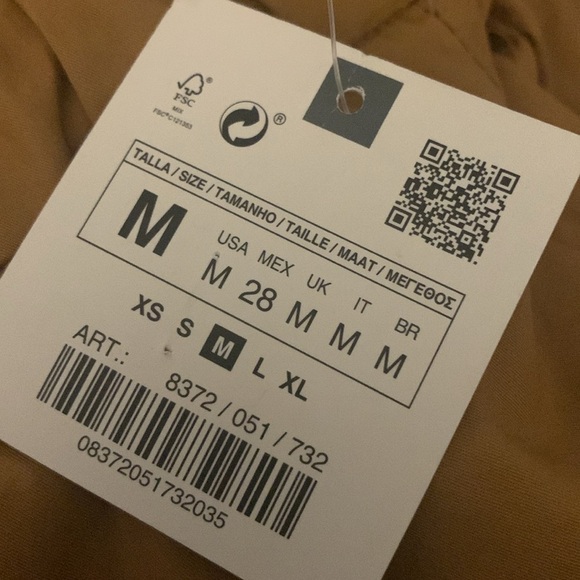 FSC®
MIX
FSC® C121383
®
TALLA / SIZE / TAMANHO / TAILLE / MAAT / ΜΕΓΕΘΟΣ
M
USA MEX UK IT BR
M 28 M M M
XS S M L XL
ART.: 8372 / 051 / 732
08372051732035